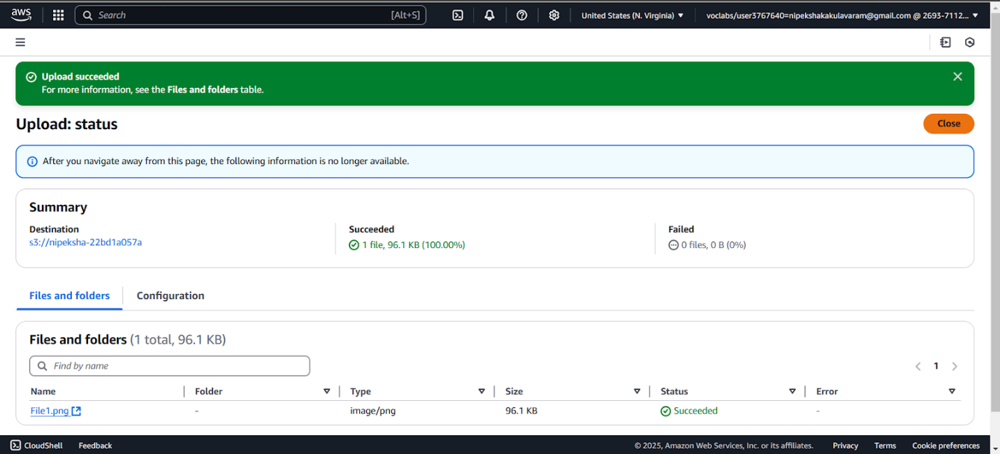 aws Search [Alt+S] United States (N. Virginia) voclabs/user3767640=nipekshakakulavaram@gmail.com @ 2693-7112...
Upload succeeded
For more information, see the Files and folders table.
Upload: status Close
After you navigate away from this page, the following information is no longer available.
Summary
Destination Succeeded Failed
s3://nipeksha-22bd1a057a 1 file, 96.1 KB (100.00%) 0 files, 0 B (0%)
Files and folders Configuration
Files and folders (1 total, 96.1 KB)
Find by name 1
Name Folder Type Size Status Error
File1.png - image/png 96.1 KB Succeeded -
CloudShell Feedback © 2025, Amazon Web Services, Inc. or its affiliates. Privacy Terms Cookie preferences